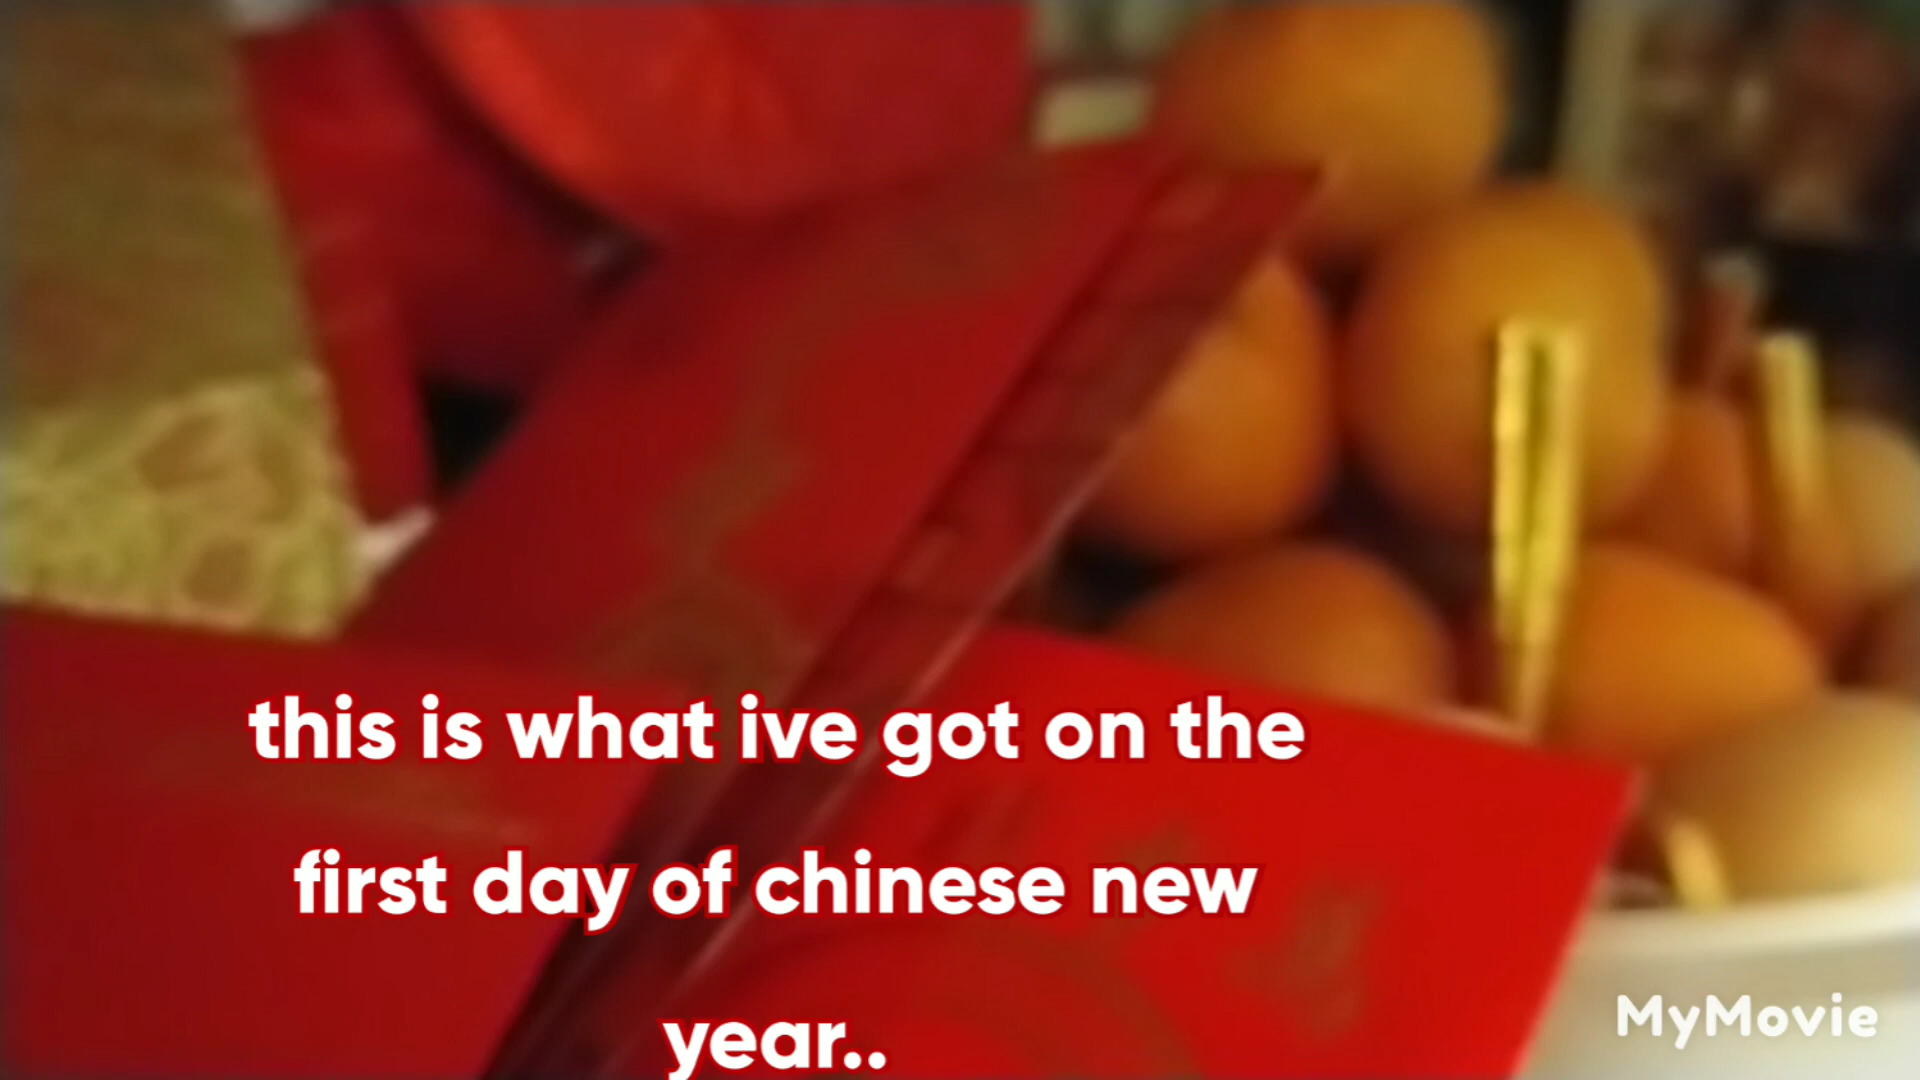 this is what ive got on the
first day of chinese new
year..
MyMovie